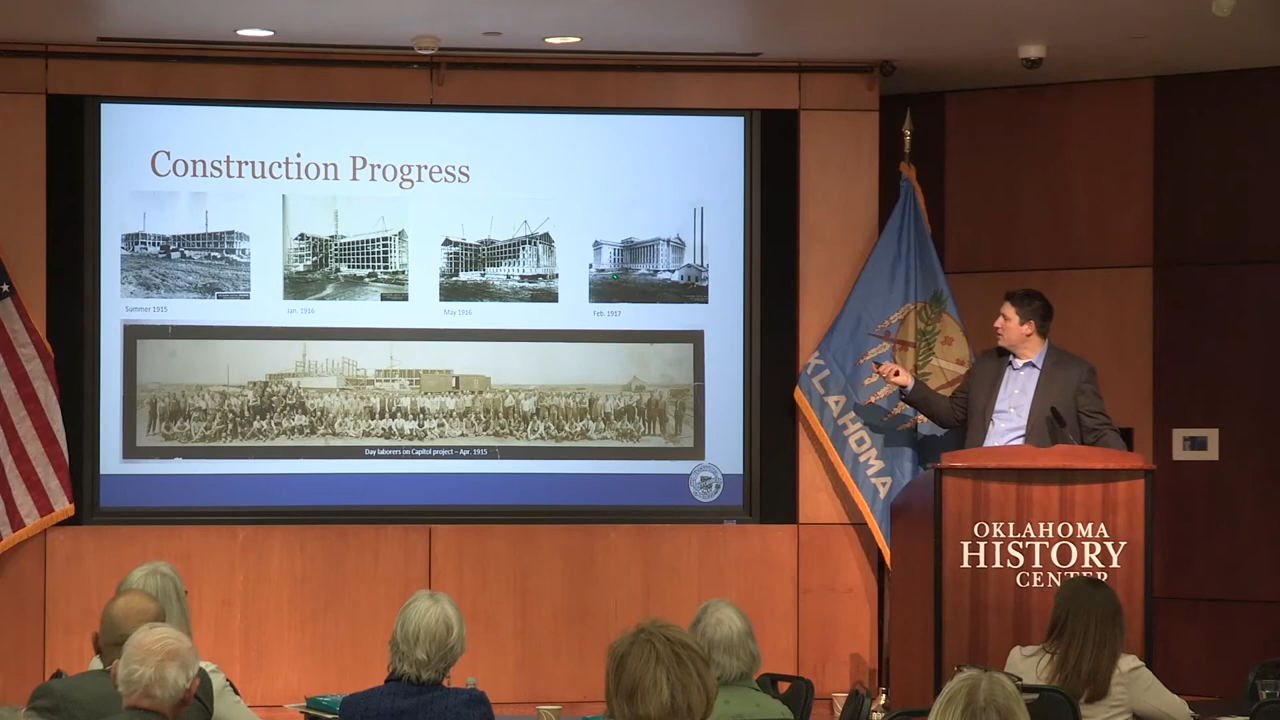 Construction Progress
Summer 1915
Jan. 1916
May 1916
Feb. 1917
Day laborers on Capitol project – Apr. 1915
OKLAHOMA
OKLAHOMA
HISTORY
CENTER